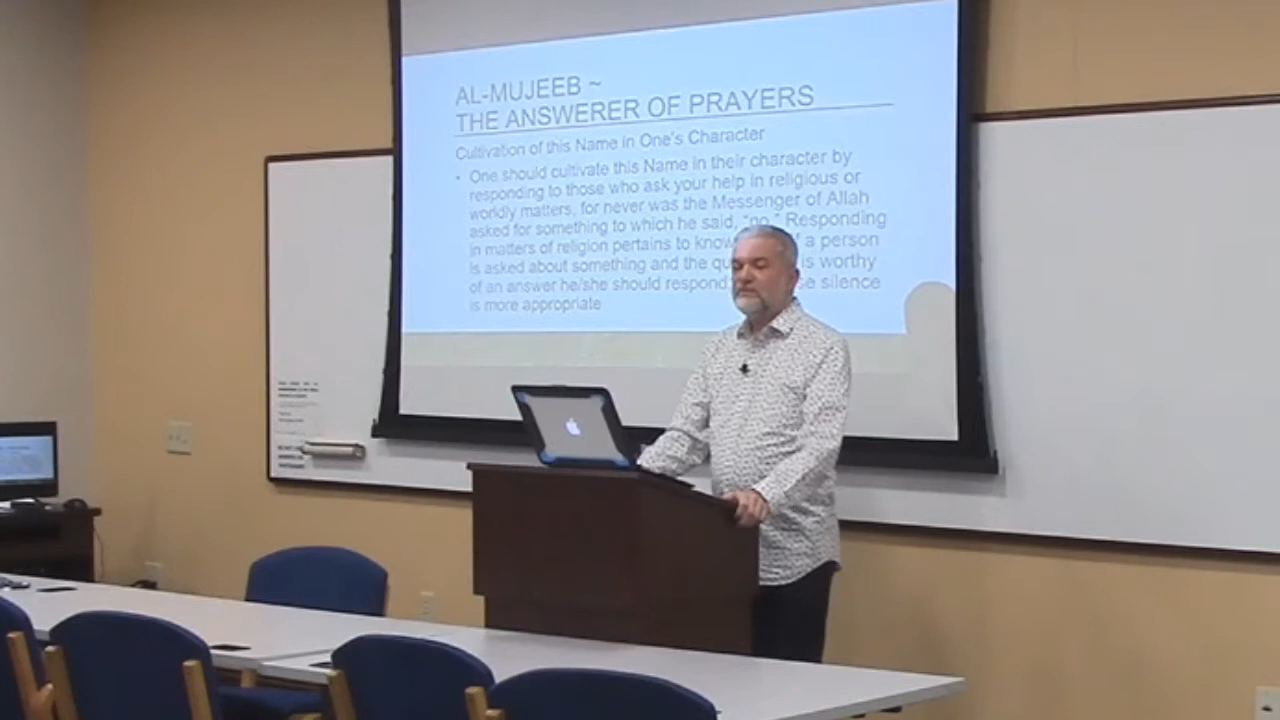 AL-MUJEEB ~
THE ANSWERER OF PRAYERS
Cultivation of this Name in One's Character
• One should cultivate this Name in their character by
responding to those who ask your help in religious or
worldly matters, for never was the Messenger of Allah
asked for something to which he said, "no." Responding
in matters of religion pertains to know f a person
is asked about something and the qu is worthy
of an answer he/she should respond se silence
is more appropriate